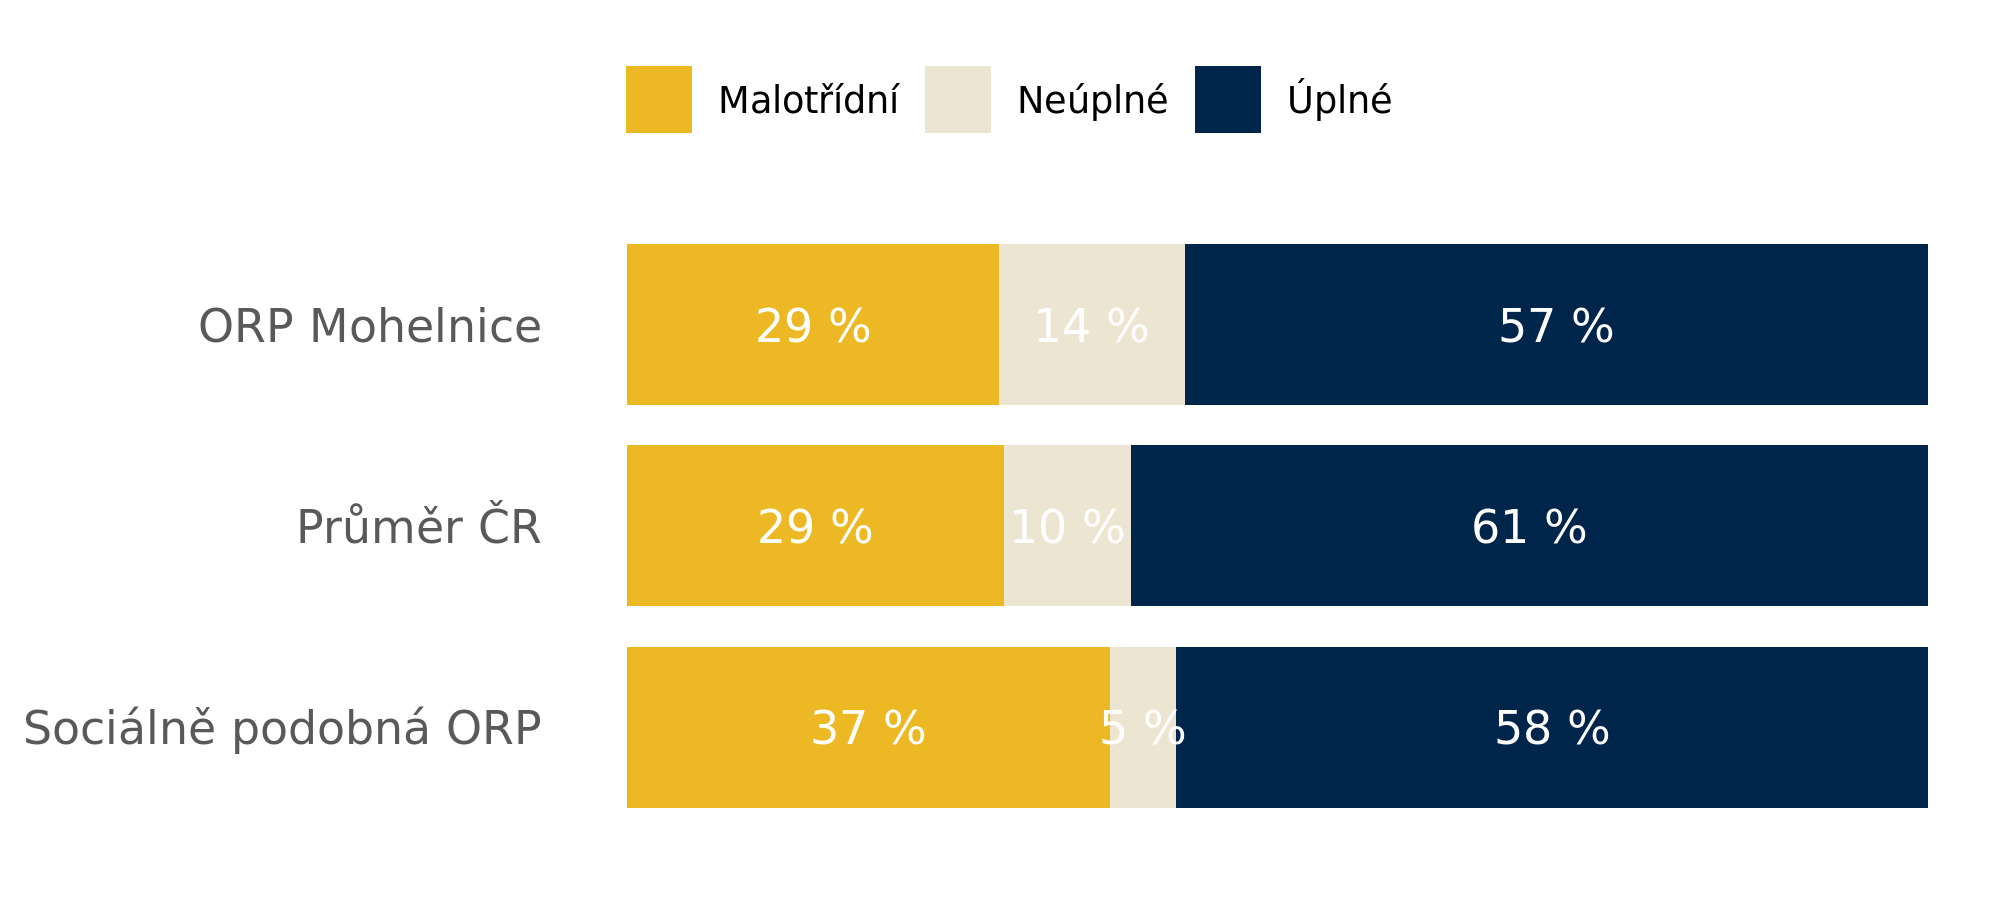 Malotřídní Neúplné Úplné
ORP Mohelnice 29 % 14 % 57 %
Průměr ČR 29 % 10 % 61 %
Sociálně podobná ORP 37 % 5 % 58 %